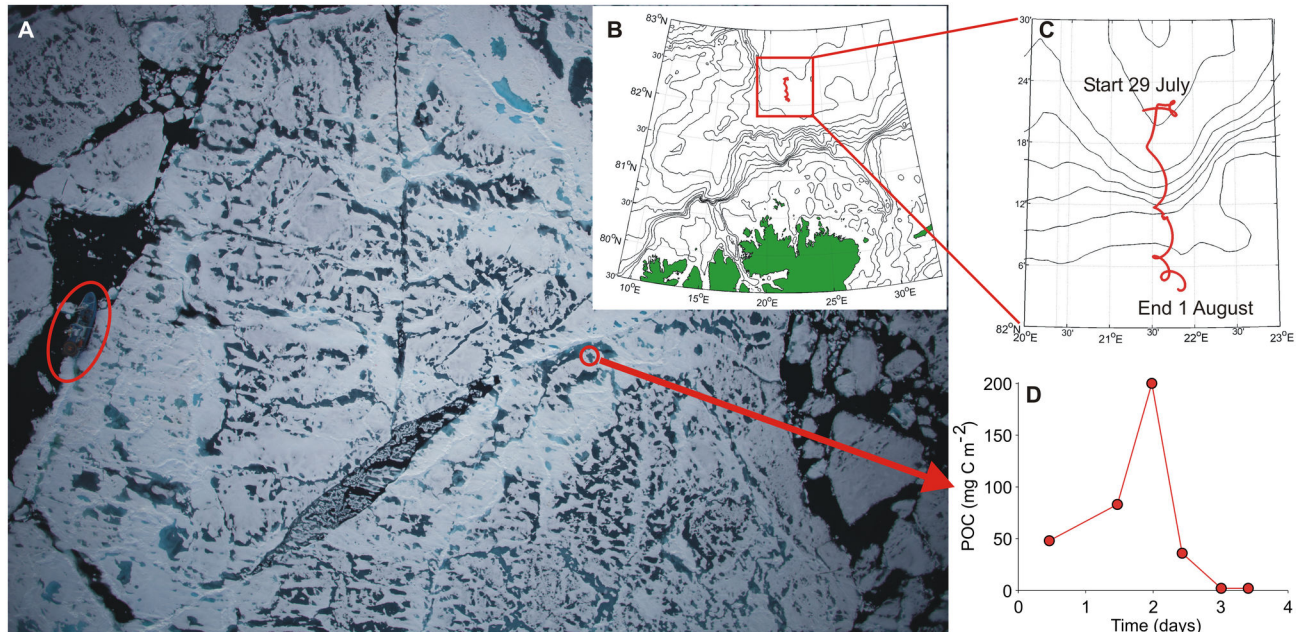 A
B
83°N
30'
82°N
30'
81°N
30'
80°N
30'
10°E
15°E
20°E
25°E
30°E
C
30'
24'
18'
12'
6'
82°N
20°E
30'
21°E
30'
22°E
30'
23°E
Start 29 July
End 1 August
D
POC (mg C m⁻²)
200
150
100
50
0
0 1 2 3 4
Time (days)